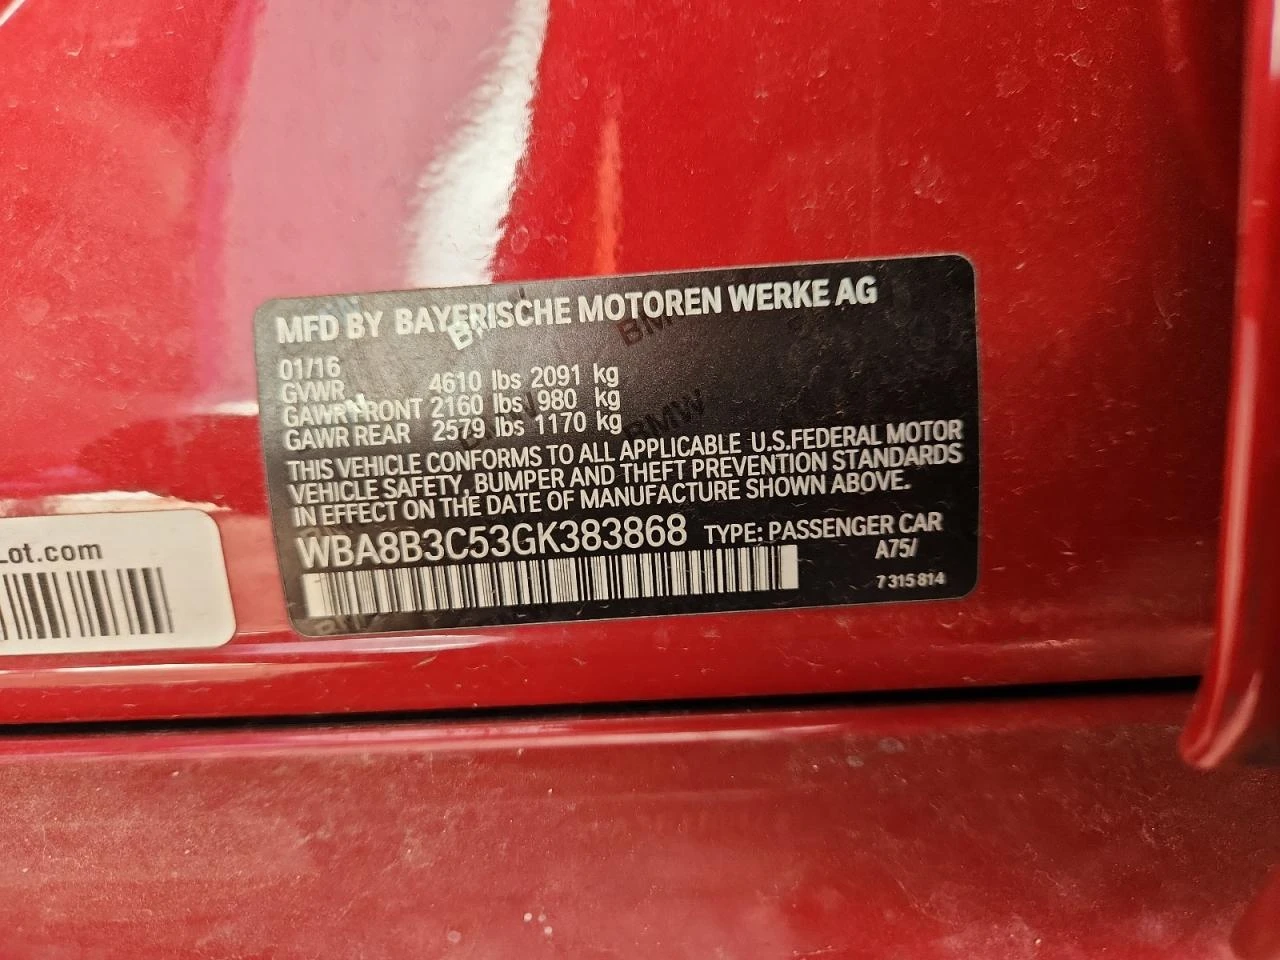 MFD BY BAYERISCHE MOTOREN WERKE AG
01/16
GVWR 4610 lbs 2091 kg
GAWR FRONT 2160 lbs 980 kg
GAWR REAR 2579 lbs 1170 kg
THIS VEHICLE CONFORMS TO ALL APPLICABLE U.S.FEDERAL MOTOR
VEHICLE SAFETY, BUMPER AND THEFT PREVENTION STANDARDS
IN EFFECT ON THE DATE OF MANUFACTURE SHOWN ABOVE.
WBA8B3C53GK383868 TYPE: PASSENGER CAR
A75/
7 315 814
Lot.com
BMW
BMW